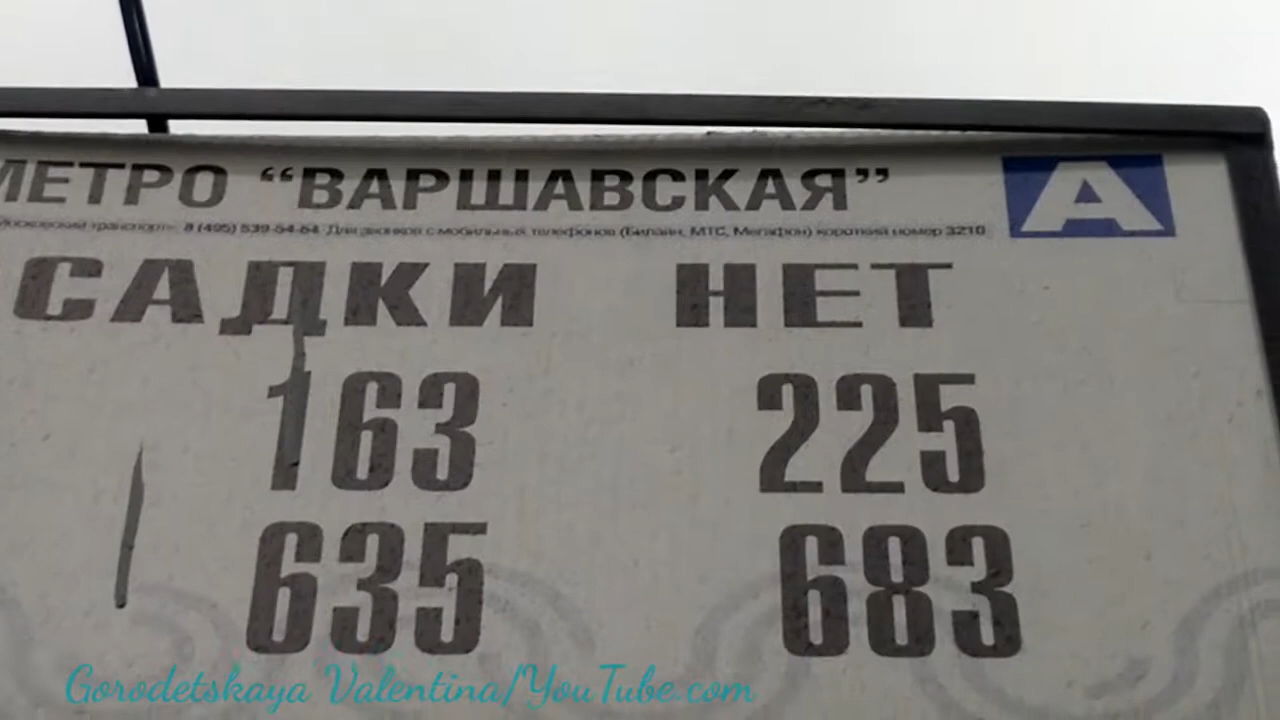 МЕТРО “ВАРШАВСКАЯ” А
Московский транспорт» 8 (495) 539-54-54 Для звонков с мобильных телефонов (Билайн, МТС, Мегафон) короткий номер 3210
САДКИ НЕТ
163 225
635 683
Gorodetskaya Valentina/YouTube.com